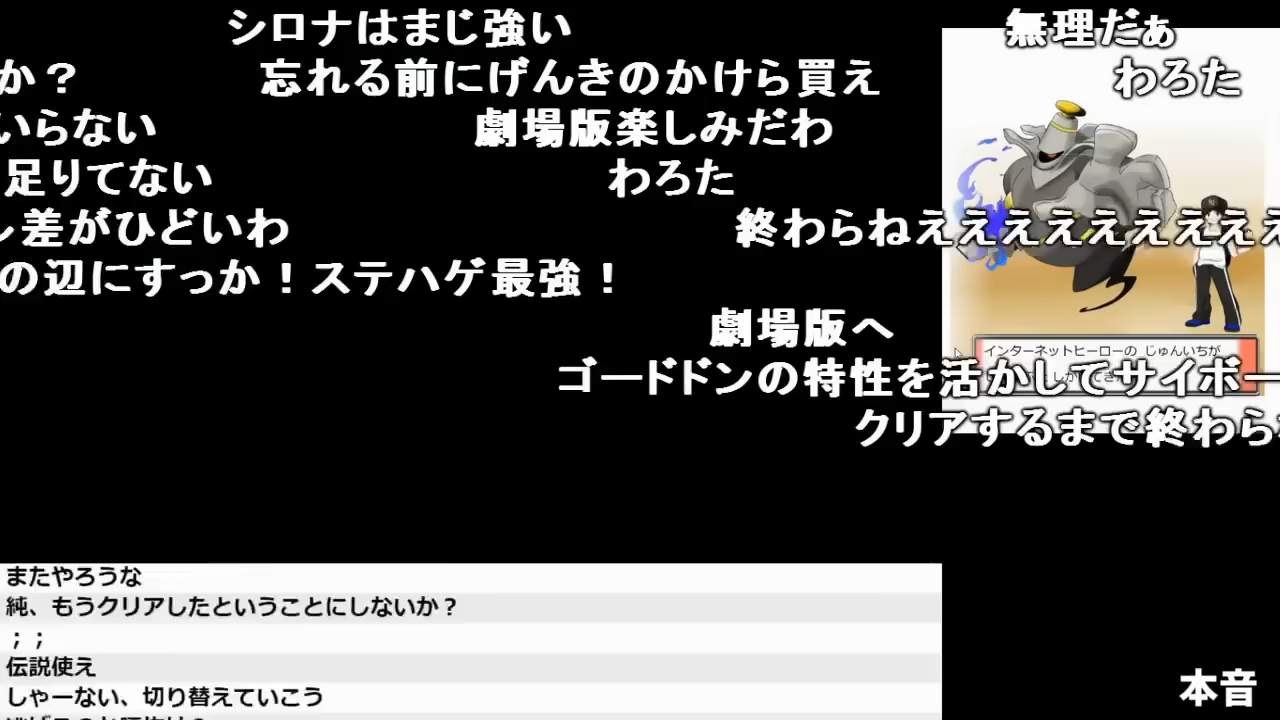 シロナはまじ強い
無理だぁ
か？
忘れる前にげんきのかけら買え
わろた
いらない
劇場版楽しみだわ
足りてない
わろた
レ差がひどいわ
終わらねえええええええええ
の辺にすっか！ステハゲ最強！
劇場版へ
インターネットヒーローの じゅんいちが
ゴードドンの特性を活かしてサイボー
クリアするまで終わらな
またやろうな
純、もうクリアしたということにしないか？
；；
伝説使え
しゃーない、切り替えていこう
本音